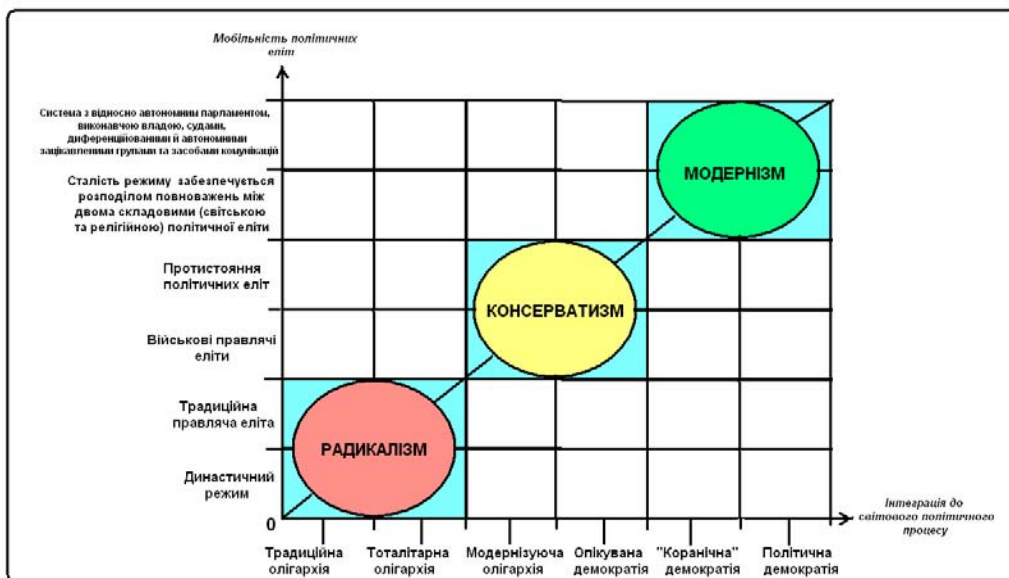 Мобільність політичних
еліт
Система з відносно автономним парламентом,
виконавчою владою, судами,
диференційованими й автономними
зацікавленими групами та засобами комунікацій
Сталість режиму забезпечується
розподілом повноважень між
двома складовими (світською
та релігійною) політичної еліти
МОДЕРНІЗМ
Протистояння
політичних еліт
КОНСЕРВАТИЗМ
Військові правлячі
еліти
Традиційна
правляча еліта
РАДИКАЛІЗМ
Династичний
режим
0
Інтеграція до
світового політичного
процесу
Традиційна
олігархія
Тоталітарна
олігархія
Модернізуюча
олігархія
Опікувана
демократія
"Коранічна"
демократія
Політична
демократія